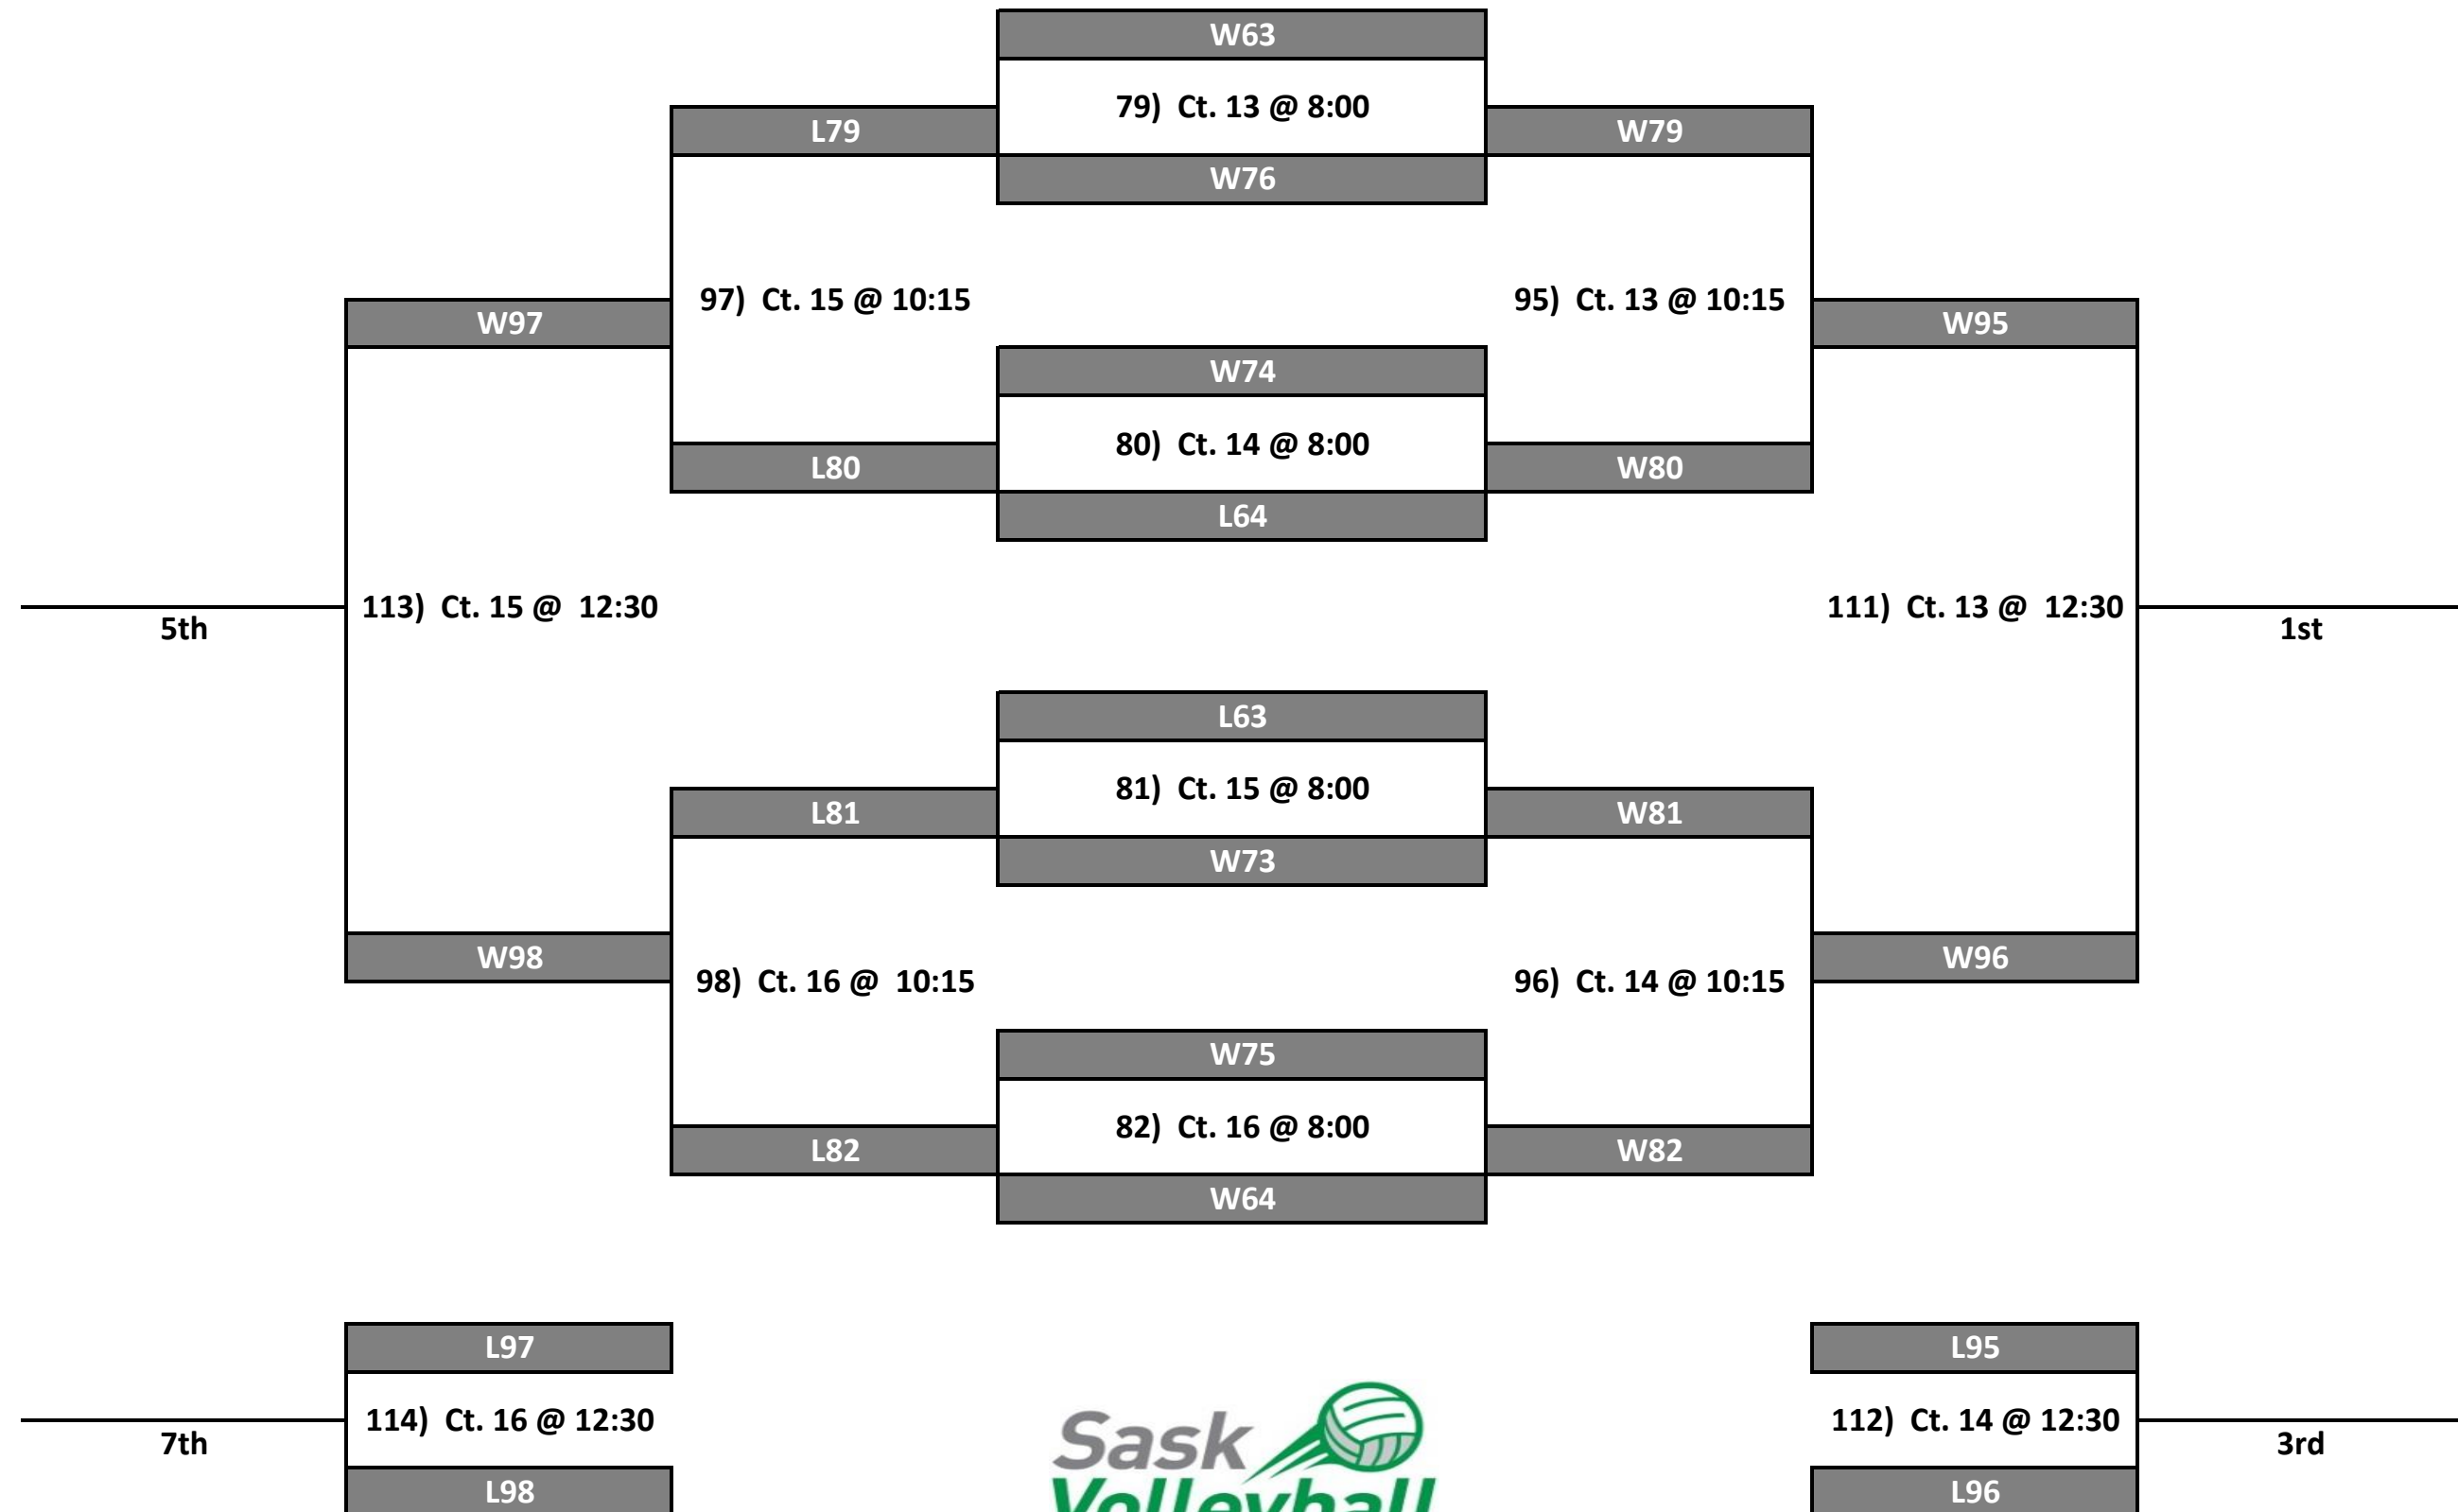 W63
79) Ct. 13 @ 8:00
L79
W79
W76
97) Ct. 15 @ 10:15
95) Ct. 13 @ 10:15
W97
W95
W74
80) Ct. 14 @ 8:00
L80
W80
L64
113) Ct. 15 @ 12:30
111) Ct. 13 @ 12:30
5th
1st
L63
81) Ct. 15 @ 8:00
L81
W81
W73
W98
W96
98) Ct. 16 @ 10:15
96) Ct. 14 @ 10:15
W75
82) Ct. 16 @ 8:00
L82
W82
W64
L97
L95
114) Ct. 16 @ 12:30
112) Ct. 14 @ 12:30
7th
3rd
L98
L96
Sask
Volleyball